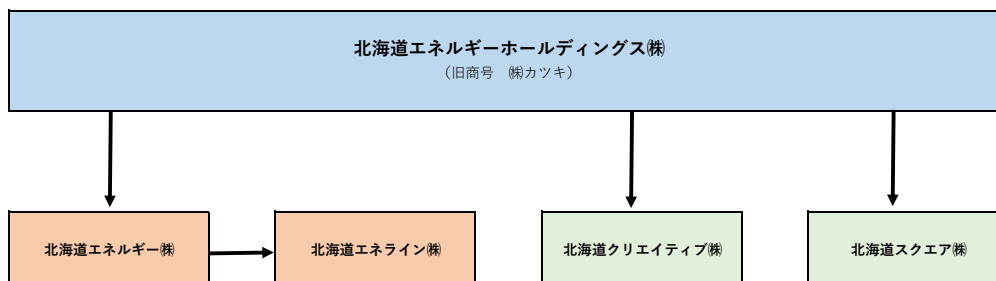 北海道エネルギーホールディングス㈱
（旧商号　㈱カツキ）
北海道エネルギー㈱
北海道エネライン㈱
北海道クリエイティブ㈱
北海道スクエア㈱